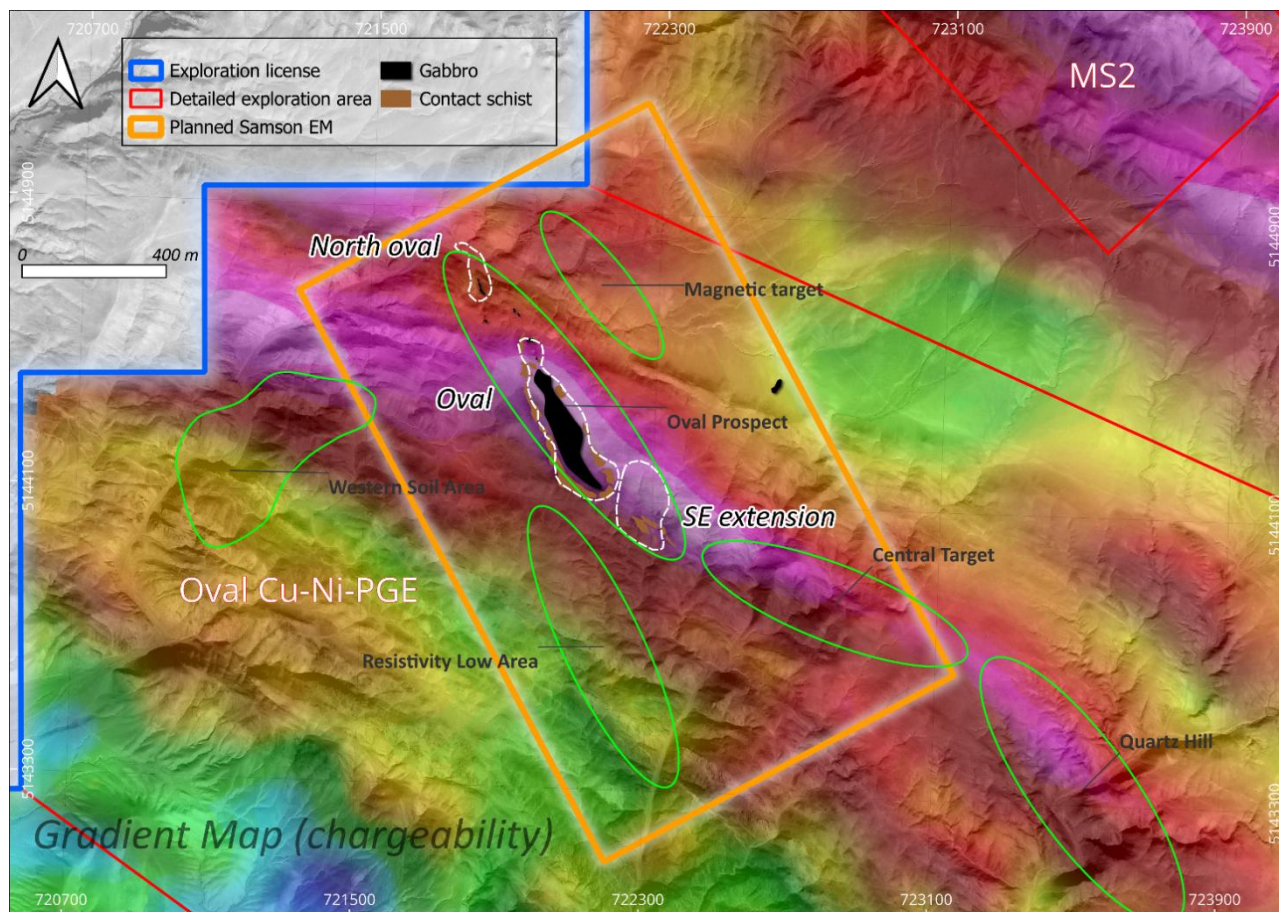 720700 721500 722300 723100 723900
Exploration license
Detailed exploration area
Planned Samson EM
Gabbro
Contact schist
MS2
5144900
5144900
0 400 m
North oval
Magnetic target
Oval
Oval Prospect
Western Soil Area
5144100
5144100
SE extension
Central Target
Oval Cu-Ni-PGE
Resistivity Low Area
Quartz Hill
5143300
5143300
Gradient Map (chargeability)
720700 721500 722300 723100 723900